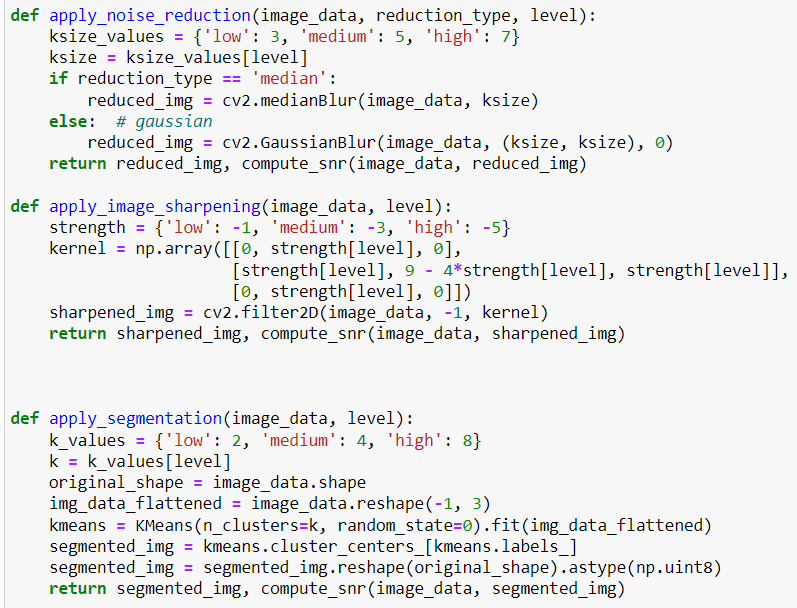 def apply_noise_reduction(image_data, reduction_type, level):
    ksize_values = {'low': 3, 'medium': 5, 'high': 7}
    ksize = ksize_values[level]
    if reduction_type == 'median':
        reduced_img = cv2.medianBlur(image_data, ksize)
    else:  # gaussian
        reduced_img = cv2.GaussianBlur(image_data, (ksize, ksize), 0)
    return reduced_img, compute_snr(image_data, reduced_img)

def apply_image_sharpening(image_data, level):
    strength = {'low': -1, 'medium': -3, 'high': -5}
    kernel = np.array([[0, strength[level], 0],
                       [strength[level], 9 - 4*strength[level], strength[level]],
                       [0, strength[level], 0]])
    sharpened_img = cv2.filter2D(image_data, -1, kernel)
    return sharpened_img, compute_snr(image_data, sharpened_img)

def apply_segmentation(image_data, level):
    k_values = {'low': 2, 'medium': 4, 'high': 8}
    k = k_values[level]
    original_shape = image_data.shape
    img_data_flattened = image_data.reshape(-1, 3)
    kmeans = KMeans(n_clusters=k, random_state=0).fit(img_data_flattened)
    segmented_img = kmeans.cluster_centers_[kmeans.labels_]
    segmented_img = segmented_img.reshape(original_shape).astype(np.uint8)
    return segmented_img, compute_snr(image_data, segmented_img)